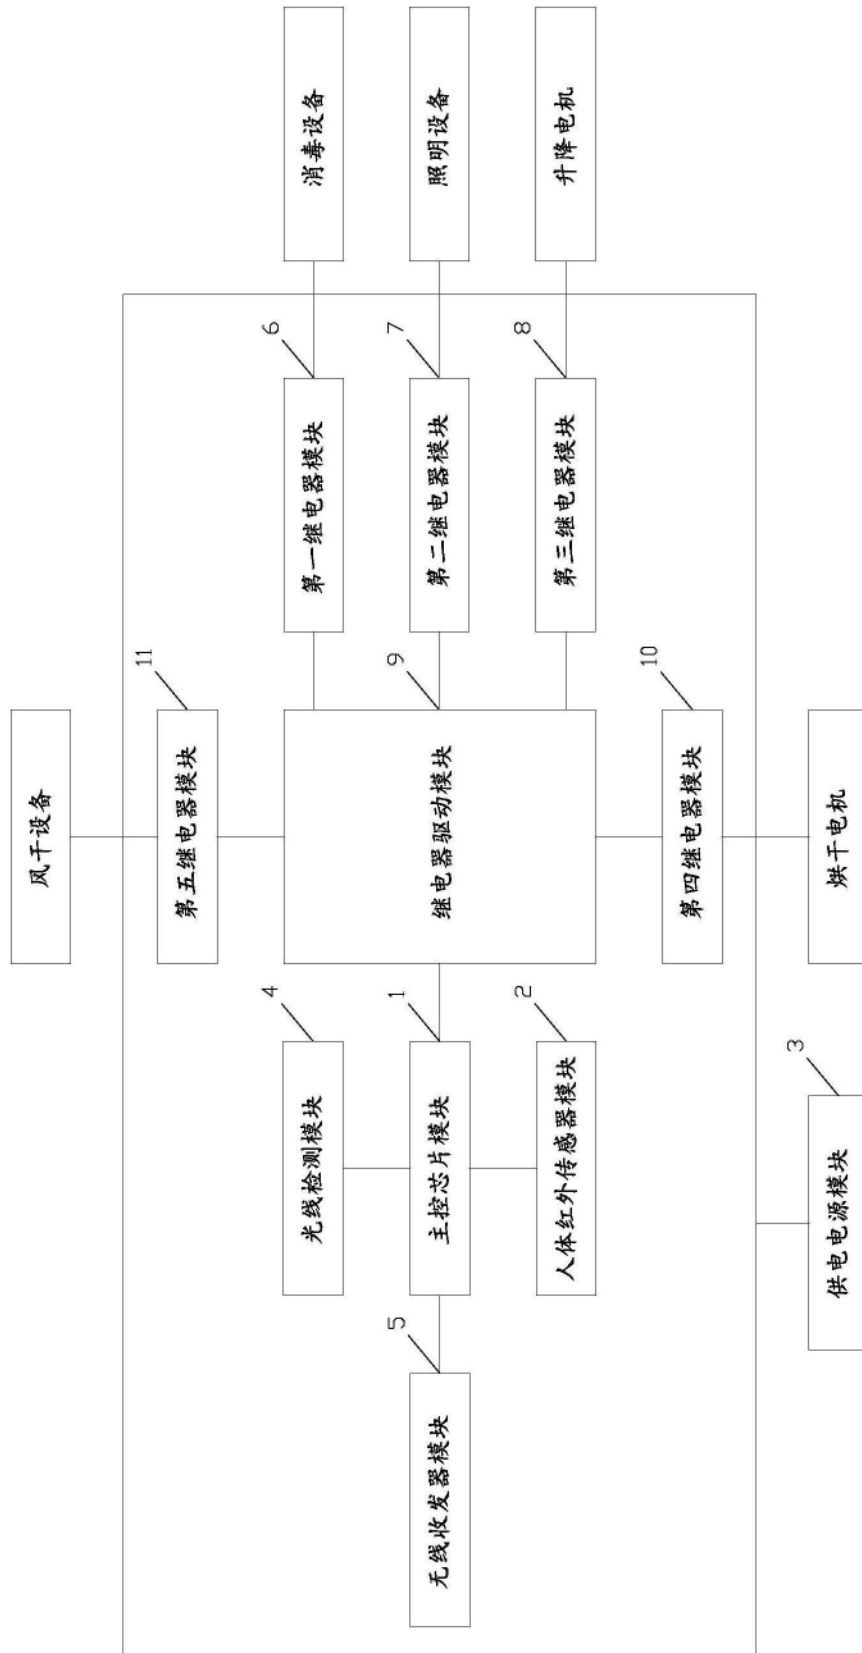 风干设备
11
第五继电器模块
4
光线检测模块
6
第一继电器模块
消毒设备
5
无线收发器模块
1
主控芯片模块
9
继电器驱动模块
7
第二继电器模块
照明设备
2
人体红外传感器模块
8
第三继电器模块
升降电机
10
第四继电器模块
3
供电电源模块
烘干电机